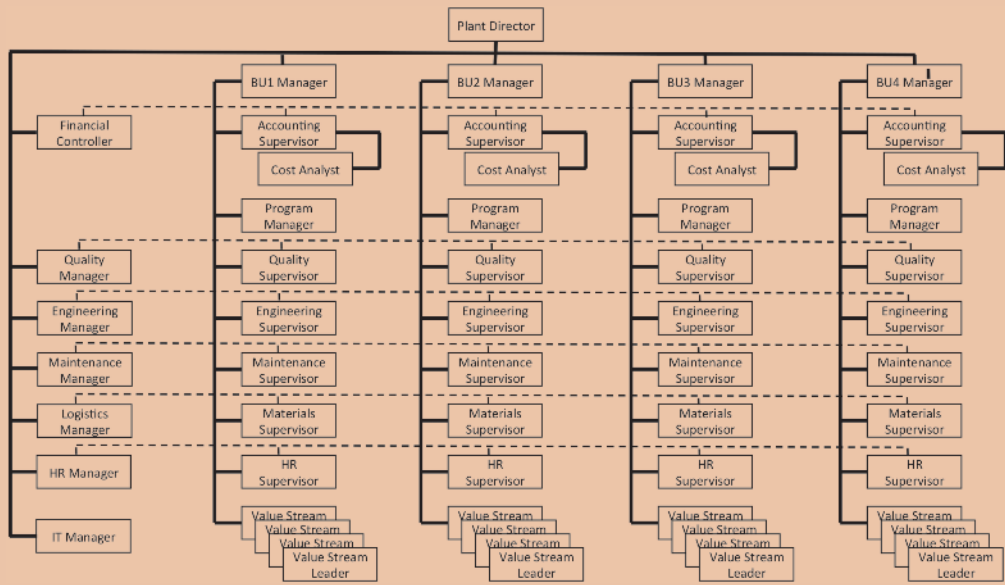 Plant Director
BU1 Manager
BU2 Manager
BU3 Manager
BU4 Manager
Financial
Controller
Accounting
Supervisor
Accounting
Supervisor
Accounting
Supervisor
Accounting
Supervisor
Cost Analyst
Cost Analyst
Cost Analyst
Cost Analyst
Program
Manager
Program
Manager
Program
Manager
Program
Manager
Quality
Manager
Quality
Supervisor
Quality
Supervisor
Quality
Supervisor
Quality
Supervisor
Engineering
Manager
Engineering
Supervisor
Engineering
Supervisor
Engineering
Supervisor
Engineering
Supervisor
Maintenance
Manager
Maintenance
Supervisor
Maintenance
Supervisor
Maintenance
Supervisor
Maintenance
Supervisor
Logistics
Manager
Materials
Supervisor
Materials
Supervisor
Materials
Supervisor
Materials
Supervisor
HR Manager
HR
Supervisor
HR
Supervisor
HR
Supervisor
HR
Supervisor
IT Manager
Value Stream
Value Stream
Value Stream
Value Stream
Leader
Value Stream
Value Stream
Value Stream
Value Stream
Leader
Value Stream
Value Stream
Value Stream
Value Stream
Leader
Value Stream
Value Stream
Value Stream
Value Stream
Leader